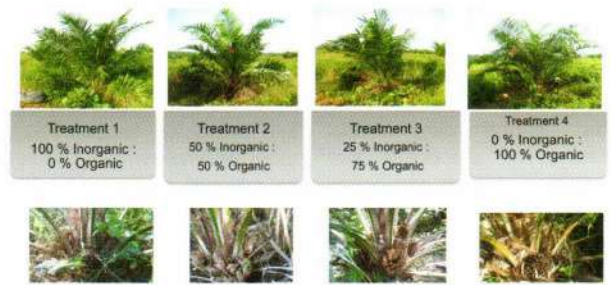 Treatment 1
100 % Inorganic :
0 % Organic
Treatment 2
50 % Inorganic :
50 % Organic
Treatment 3
25 % Inorganic :
75 % Organic
Treatment 4
0 % Inorganic :
100 % Organic